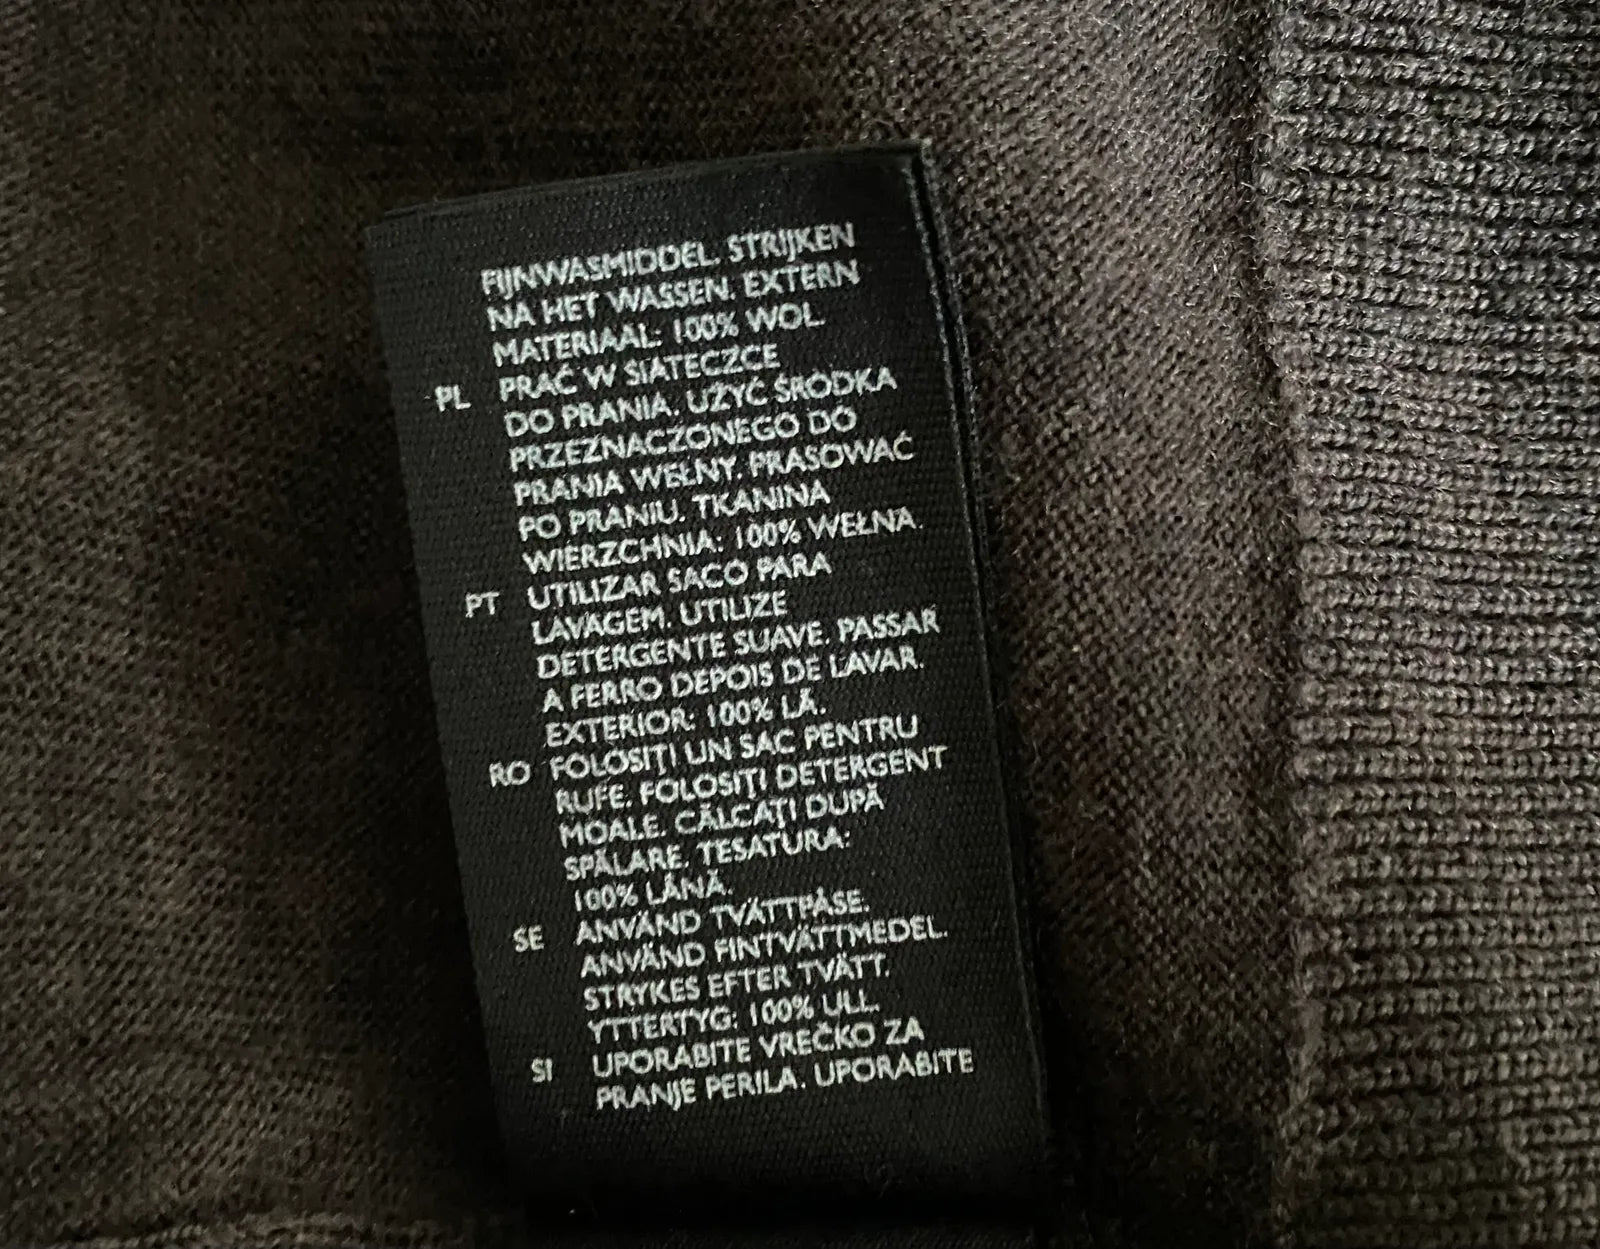 FIJNWASMIDDEL. STRIJKEN
NA HET WASSEN. EXTERN
MATERIAAL: 100% WOL
PL PRAĆ W SIATECZCE
DO PRANIA. UŻYĆ ŚRODKA
PRZEZNACZONEGO DO
PRANIA WEŁNY. PRASOWAĆ
PO PRANIU. TKANINA
WIERZCHNIA: 100% WEŁNA.
PT UTILIZAR SACO PARA
LAVAGEM. UTILIZE
DETERGENTE SUAVE. PASSAR
A FERRO DEPOIS DE LAVAR.
EXTERIOR: 100% LÃ.
RO FOLOSIȚI UN SAC PENTRU
RUFE. FOLOSIȚI DETERGENT
MOALE. CĂLCAȚI DUPĂ
SPĂLARE. TESATURA:
100% LÂNĂ.
SE ANVÄND TVÄTTPÅSE.
ANVÄND FINTVÄTTMEDEL.
STRYKES EFTER TVÄTT.
YTTERTYG: 100% ULL.
SI UPORABITE VREČKO ZA
PRANJE PERILA. UPORABITE